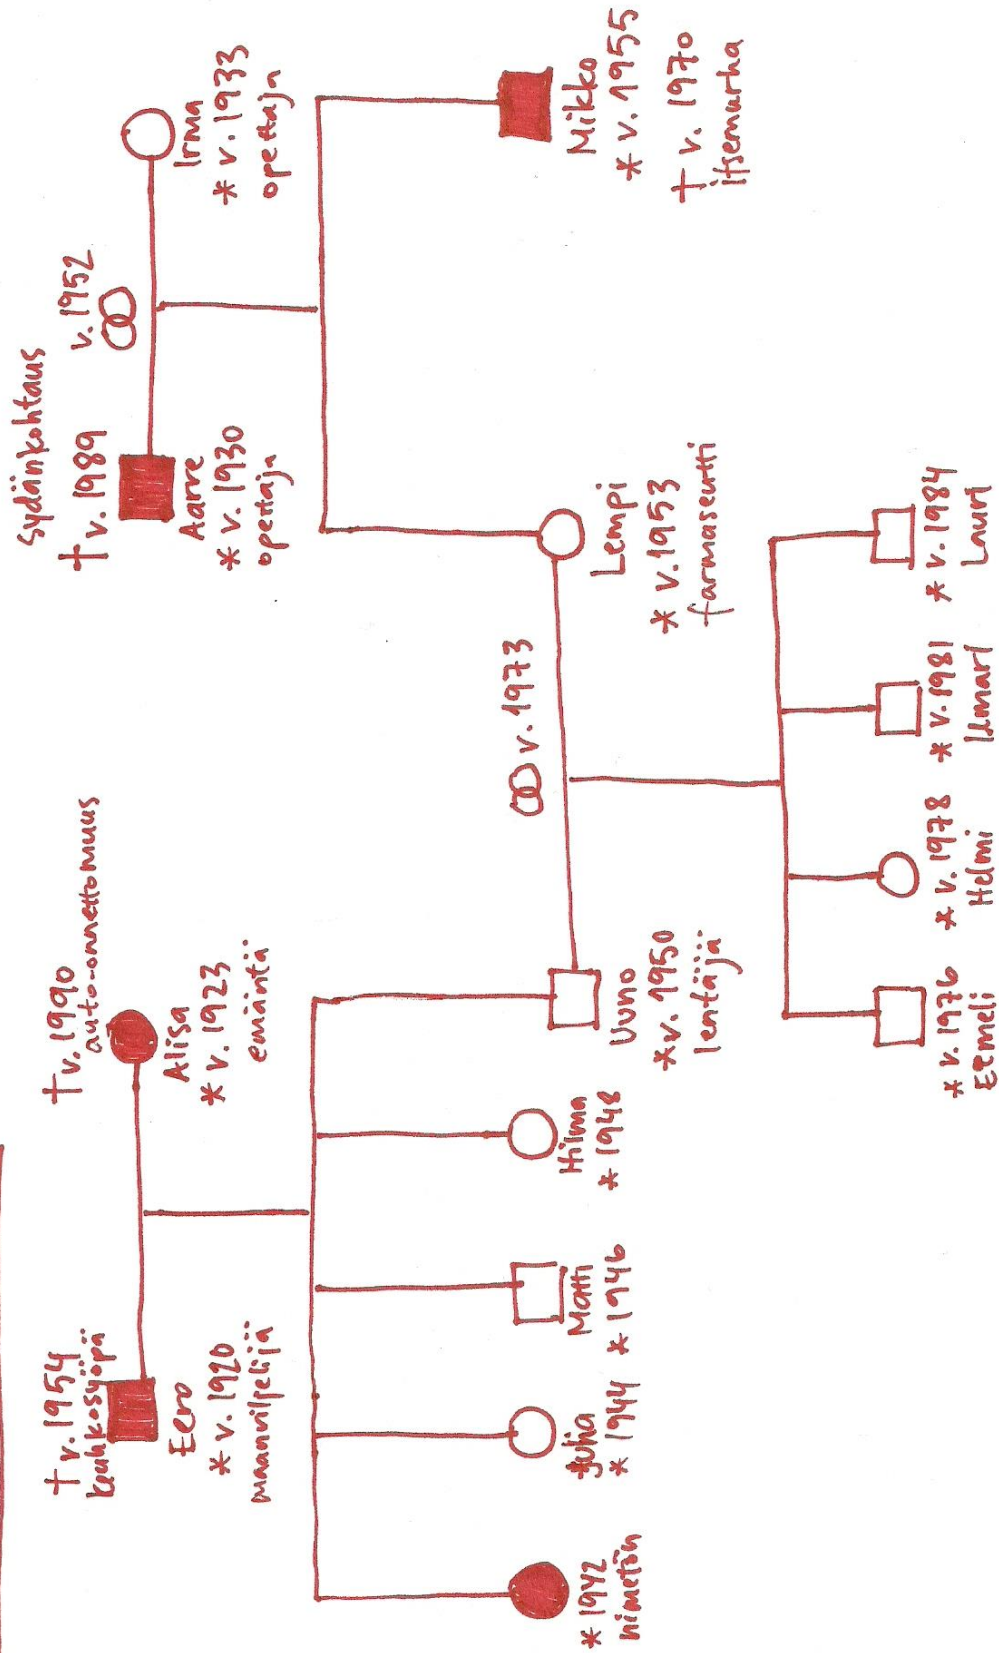 † v. 1954
keuhkosyöpä
Eero
* v. 1920
maanviljelijä
† v. 1990
auto-onnettomuus
Alisa
* v. 1923
emäntä
sydänkohtaus
† v. 1989
Aarre
* v. 1930
opettaja
v. 1952
Irma
* v. 1933
opettaja
* 1942
nimetön
Julia
* 1944
Matti
* 1946
Hilma
* 1948
Uuno
* v. 1950
lentäjä
v. 1973
Lempi
* v. 1953
farmaseutti
Mikko
* v. 1955
† v. 1970
itsemurha
* v. 1976
Eemeli
* v. 1978
Helmi
* v. 1981
Ilmari
* v. 1984
Lauri